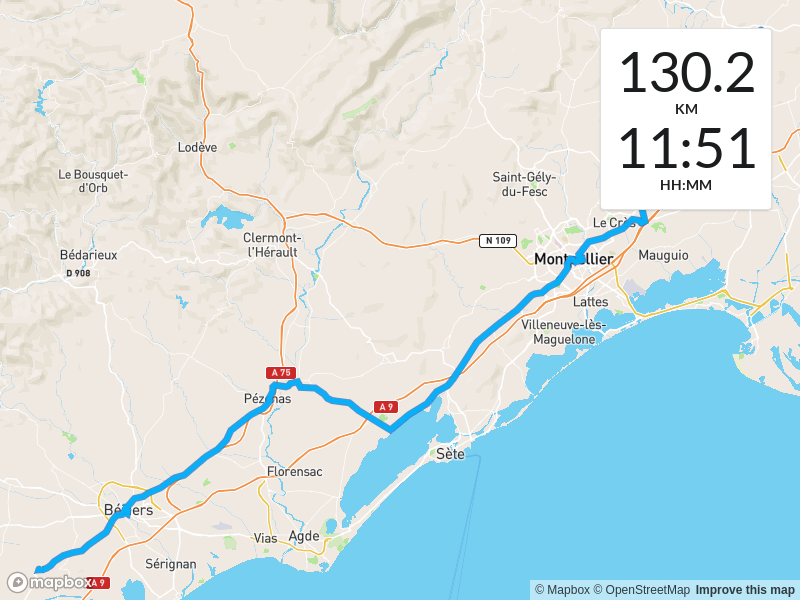 130.2
KM
11:51
HH:MM
Lodève
Le Bousquet-
d'Orb
Saint-Gély-
du-Fesc
Le Crès
Clermont-
l'Hérault
N 109
Bédarieux
D 908
Montpellier
Mauguio
Lattes
Villeneuve-lès-
Maguelone
A 75
Pézenas
A 9
Sète
Florensac
Béziers
Vias
Agde
Sérignan
A 9
mapbox
© Mapbox © OpenStreetMap Improve this map